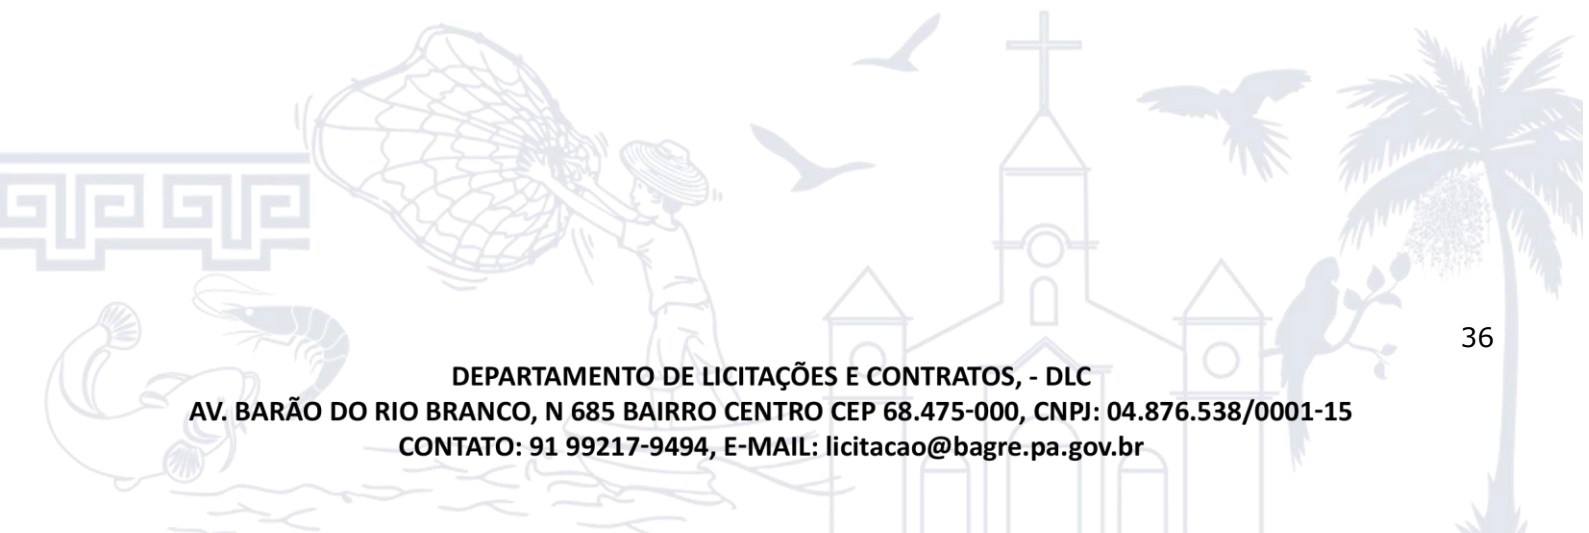 36
DEPARTAMENTO DE LICITAÇÕES E CONTRATOS, - DLC
AV. BARÃO DO RIO BRANCO, N 685 BAIRRO CENTRO CEP 68.475-000, CNPJ: 04.876.538/0001-15
CONTATO: 91 99217-9494, E-MAIL: licitacao@bagre.pa.gov.br